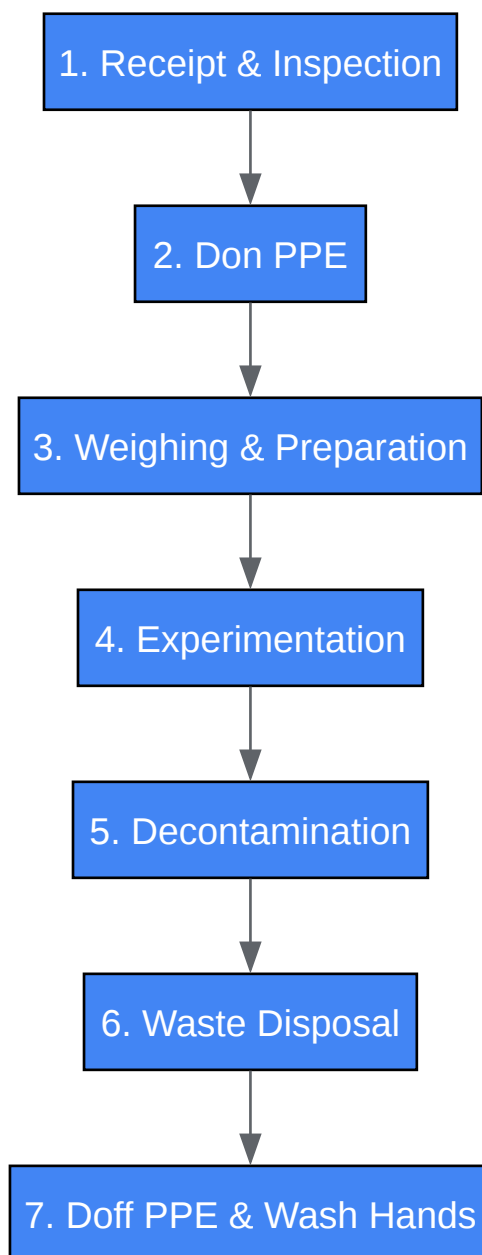 1. Receipt & Inspection
2. Don PPE
3. Weighing & Preparation
4. Experimentation
5. Decontamination
6. Waste Disposal
7. Doff PPE & Wash Hands